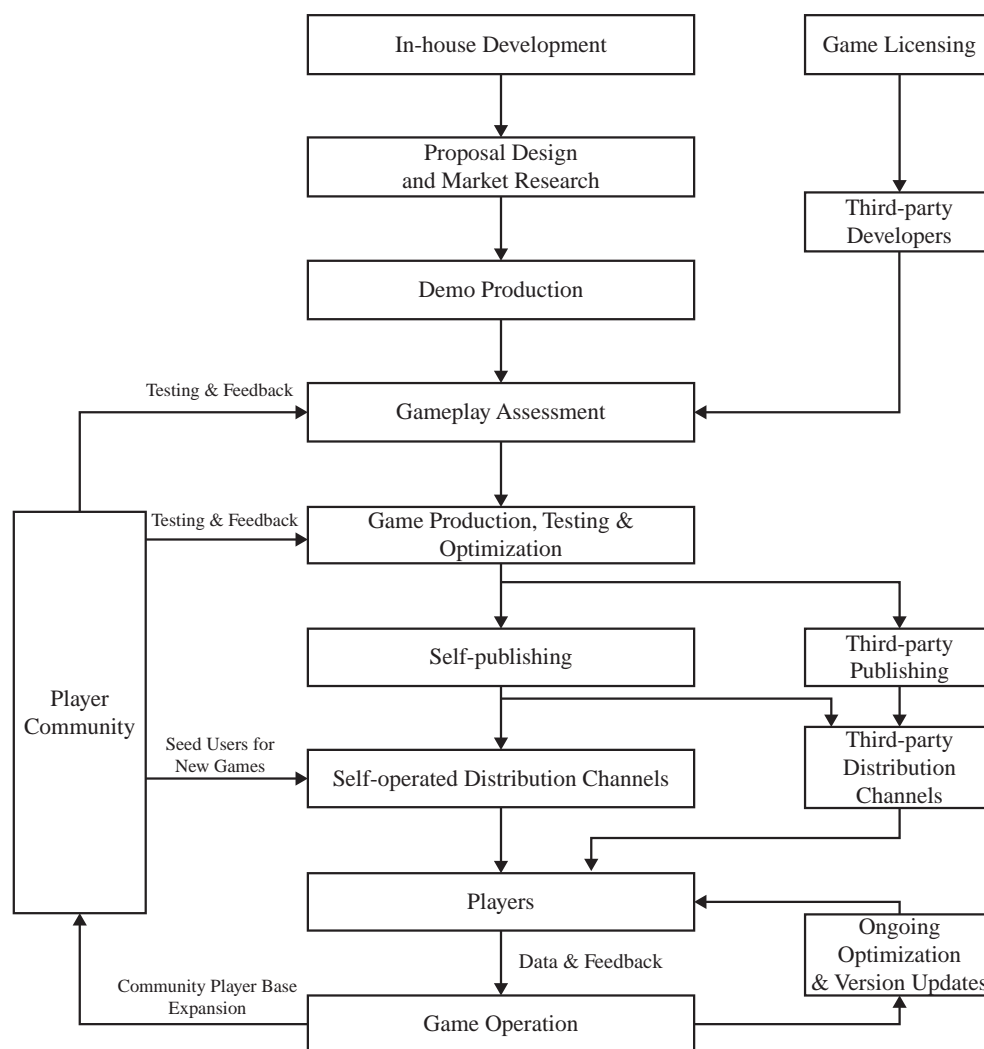 In-house Development
Game Licensing
Proposal Design
and Market Research
Third-party
Developers
Demo Production
Testing & Feedback
Gameplay Assessment
Testing & Feedback
Game Production, Testing &
Optimization
Self-publishing
Third-party
Publishing
Player
Community
Seed Users for
New Games
Self-operated Distribution Channels
Third-party
Distribution
Channels
Players
Data & Feedback
Ongoing
Optimization
& Version Updates
Community Player Base
Expansion
Game Operation